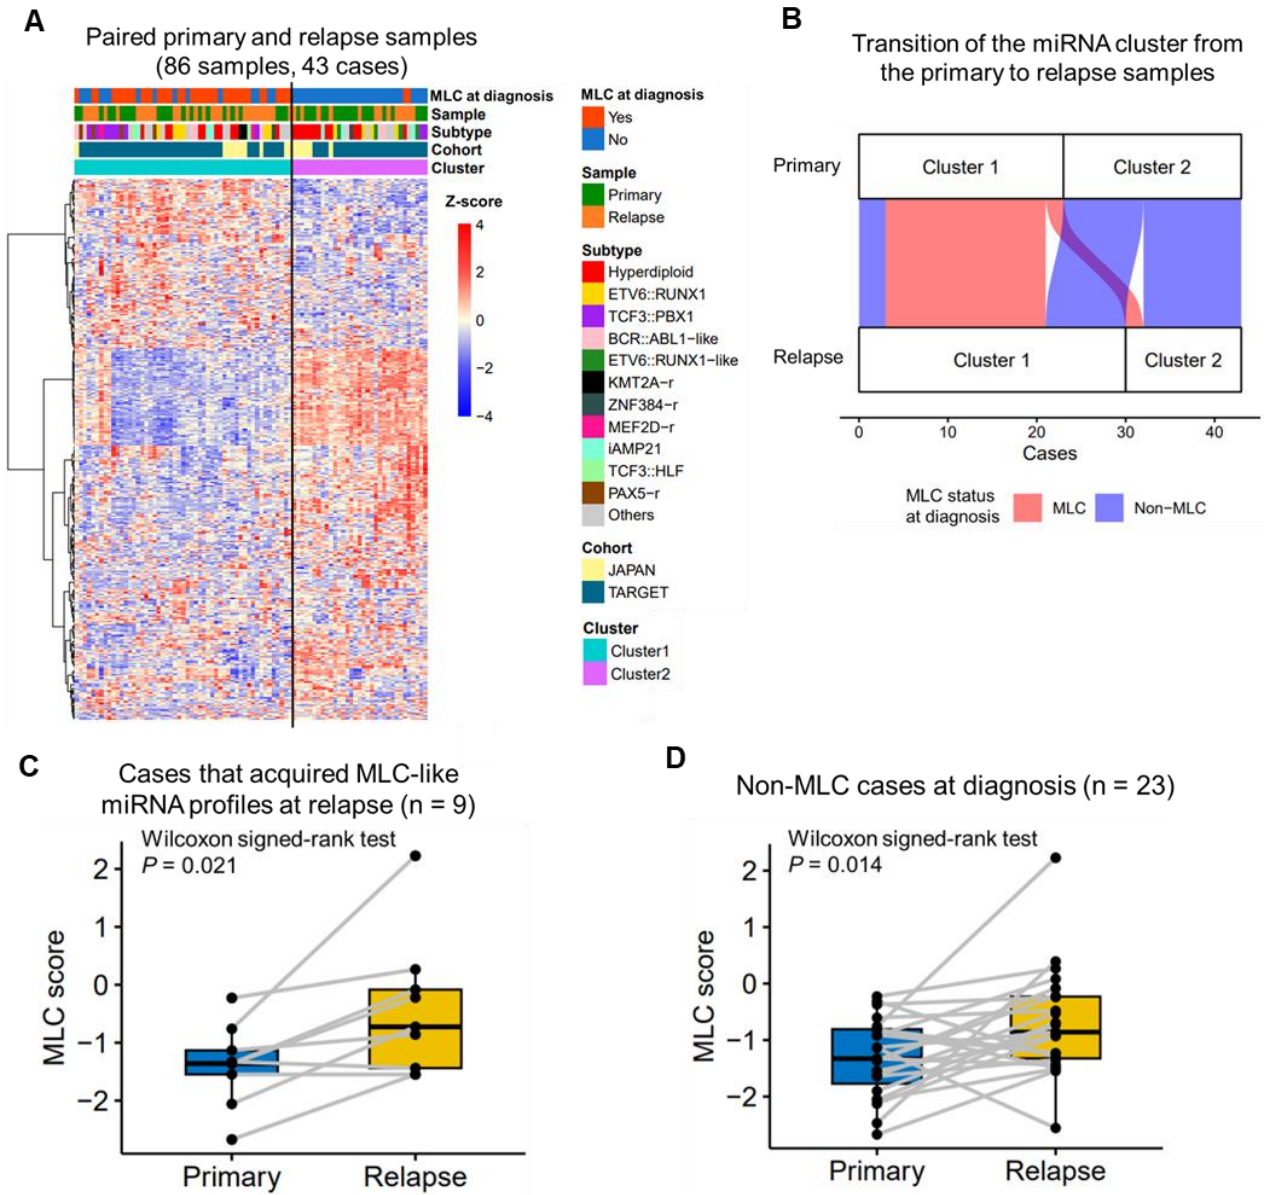 A
Paired primary and relapse samples
(86 samples, 43 cases)
MLC at diagnosis
Sample
Subtype
Cohort
Cluster
Z-score
4
2
0
−2
−4
MLC at diagnosis
Yes
No
Sample
Primary
Relapse
Subtype
Hyperdiploid
ETV6::RUNX1
TCF3::PBX1
BCR::ABL1−like
ETV6::RUNX1−like
KMT2A−r
ZNF384−r
MEF2D−r
iAMP21
TCF3::HLF
PAX5−r
Others
Cohort
JAPAN
TARGET
Cluster
Cluster1
Cluster2
B
Transition of the miRNA cluster from
the primary to relapse samples
Primary
Cluster 1
Cluster 2
Relapse
Cluster 1
Cluster 2
0 10 20 30 40
Cases
MLC status
at diagnosis
MLC
Non−MLC
C
Cases that acquired MLC-like
miRNA profiles at relapse (n = 9)
Wilcoxon signed-rank test
P = 0.021
MLC score
2
1
0
−1
−2
Primary Relapse
D
Non-MLC cases at diagnosis (n = 23)
Wilcoxon signed-rank test
P = 0.014
MLC score
2
1
0
−1
−2
Primary Relapse